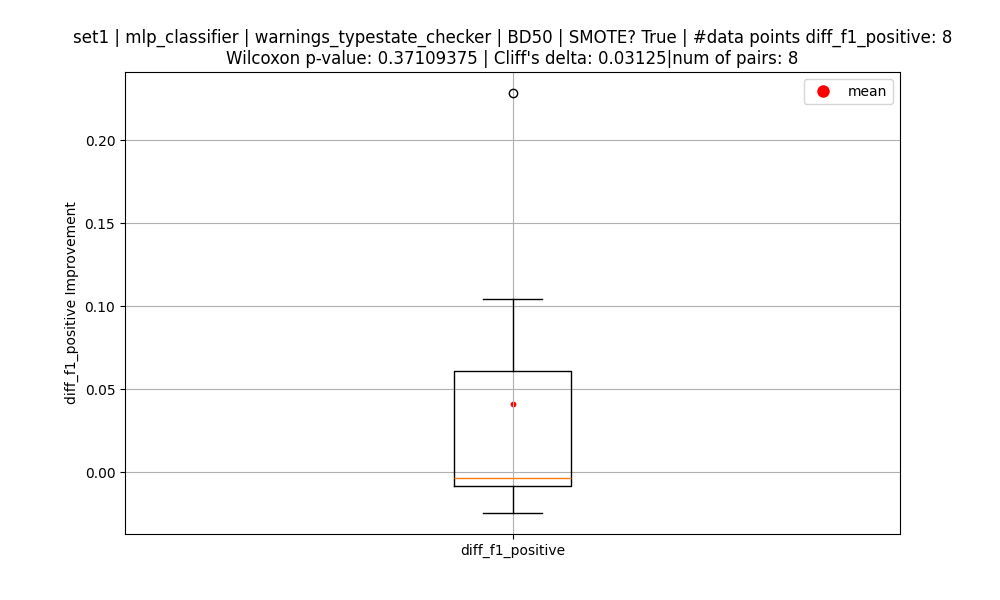 set1 | mlp_classifier | warnings_typestate_checker | BD50 | SMOTE? True | #data points diff_f1_positive: 8
Wilcoxon p-value: 0.37109375 | Cliff's delta: 0.03125|num of pairs: 8
mean
0.20
0.15
0.10
0.05
0.00
diff_f1_positive Improvement
diff_f1_positive